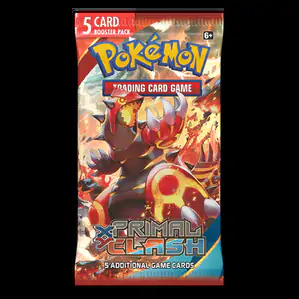 5 CARD
BOOSTER PACK
6+
POKéMON
TRADING CARD GAME
XY
PRIMAL
CLASH
5 ADDITIONAL GAME CARDS